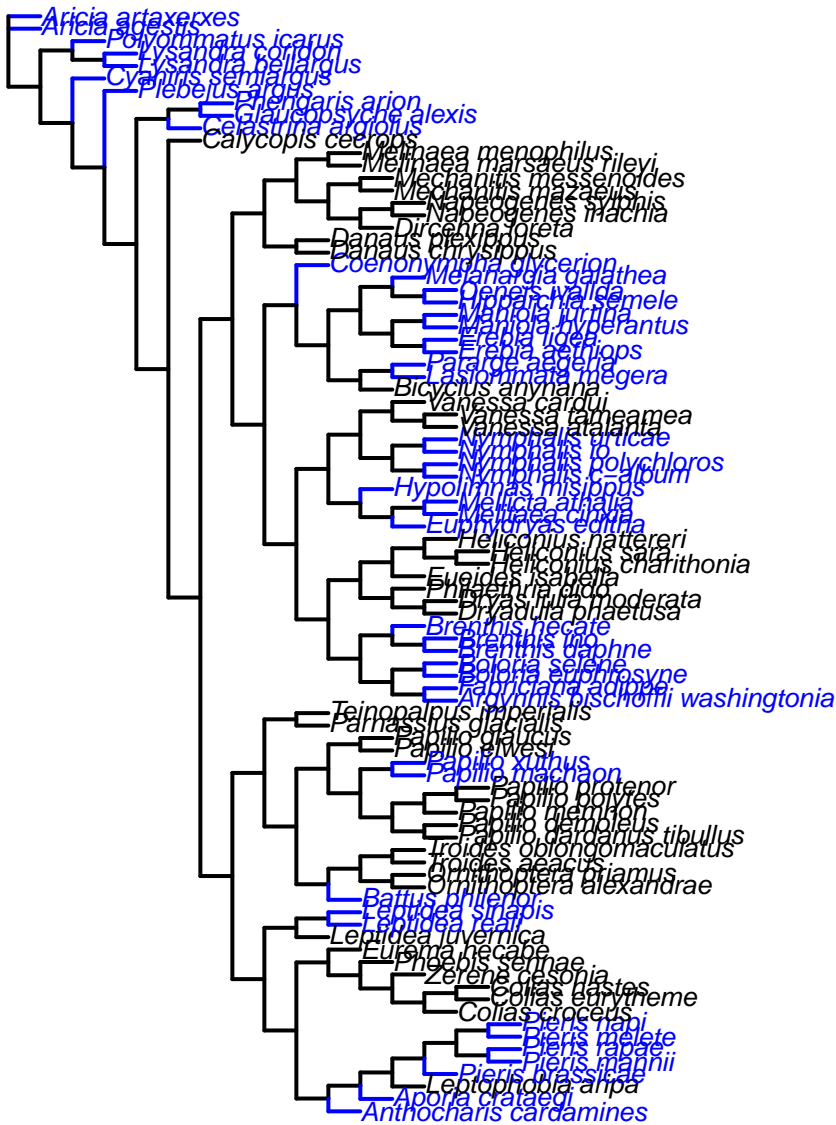 Aricia artaxerxes
Aricia agestis
Polyommatus icarus
Lysandra coridon
Lysandra bellargus
Cyaniris semiargus
Plebejus argus
Phengaris arion
Glaucopsyche alexis
Celastrina argiolus
Calycopis cecrops
Melinaea menophilus
Melinaea marsaeus rileyi
Mechanitis messenoides
Mechanitis mazaeus
Napeogenes sylphis
Napeogenes inachia
Dircenna loreta
Danaus plexippus
Danaus chrysippus
Coenonympha glycerion
Melanargia galathea
Oeneis ivallda
Hipparchia semele
Maniola jurtina
Maniola hyperantus
Erebia ligea
Erebia aethiops
Pararge aegeria
Lasiommata megera
Bicyclus anynana
Vanessa cardui
Vanessa tameamea
Vanessa atalanta
Nymphalis urticae
Nymphalis io
Nymphalis polychloros
Nymphalis c−album
Hypolimnas misippus
Mellicta athalia
Melitaea cinxia
Euphydryas editha
Heliconius nattereri
Heliconius sara
Heliconius charithonia
Eueides isabella
Philaethria dido
Dryas iulia moderata
Dryadula phaetusa
Brenthis hecate
Brenthis ino
Brenthis daphne
Boloria selene
Boloria euphrosyne
Fabriciana adippe
Argynnis bischoffii washingtonia
Teinopalpus imperialis
Parnassius glacialis
Papilio glaucus
Papilio elwesi
Papilio xuthus
Papilio machaon
Papilio protenor
Papilio polytes
Papilio memnon
Papilio demoleus
Papilio dardanus tibullus
Troides oblongomaculatus
Troides aeacus
Ornithoptera priamus
Ornithoptera alexandrae
Battus philenor
Leptidea sinapis
Leptidea reali
Leptidea juvernica
Eurema hecabe
Phoebis sennae
Zerene cesonia
Colias nastes
Colias eurytheme
Colias croceus
Pieris napi
Pieris melete
Pieris rapae
Pieris mannii
Pieris brassicae
Leptophobia aripa
Aporia crataegi
Anthocharis cardamines